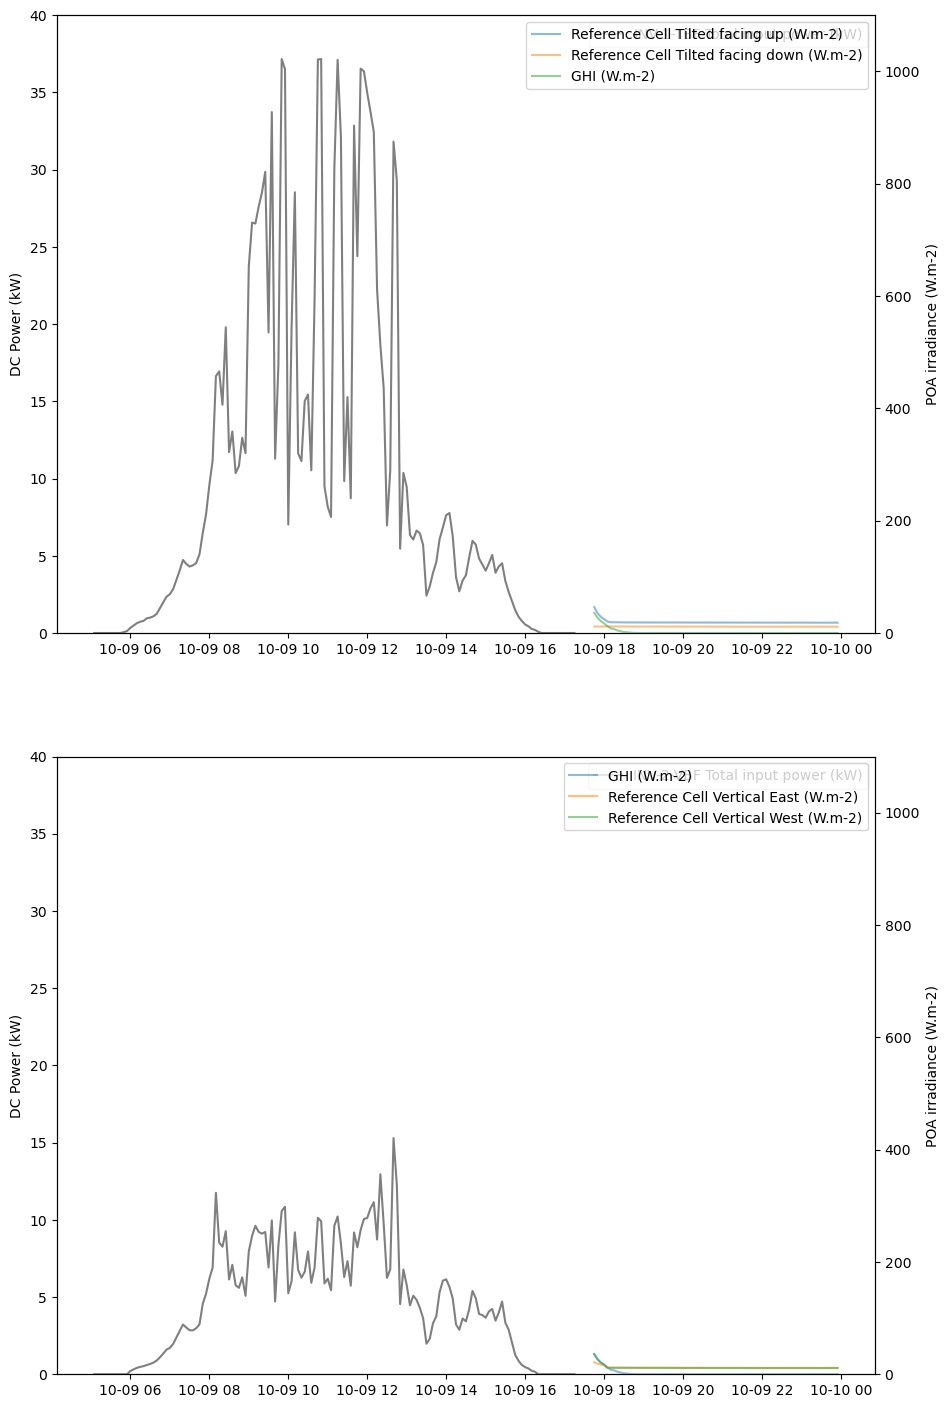 40
35
30
25
20
15
10
5
0
DC Power (kW)
Reference Cell Tilted facing up (W.m-2)
Reference Cell Tilted facing down (W.m-2)
GHI (W.m-2)
1000
800
600
400
200
0
POA irradiance (W.m-2)
10-09 06 10-09 08 10-09 10 10-09 12 10-09 14 10-09 16 10-09 18 10-09 20 10-09 22 10-10 00
40
35
30
25
20
15
10
5
0
DC Power (kW)
GHI (W.m-2) Total input power (kW)
Reference Cell Vertical East (W.m-2)
Reference Cell Vertical West (W.m-2)
1000
800
600
400
200
0
POA irradiance (W.m-2)
10-09 06 10-09 08 10-09 10 10-09 12 10-09 14 10-09 16 10-09 18 10-09 20 10-09 22 10-10 00